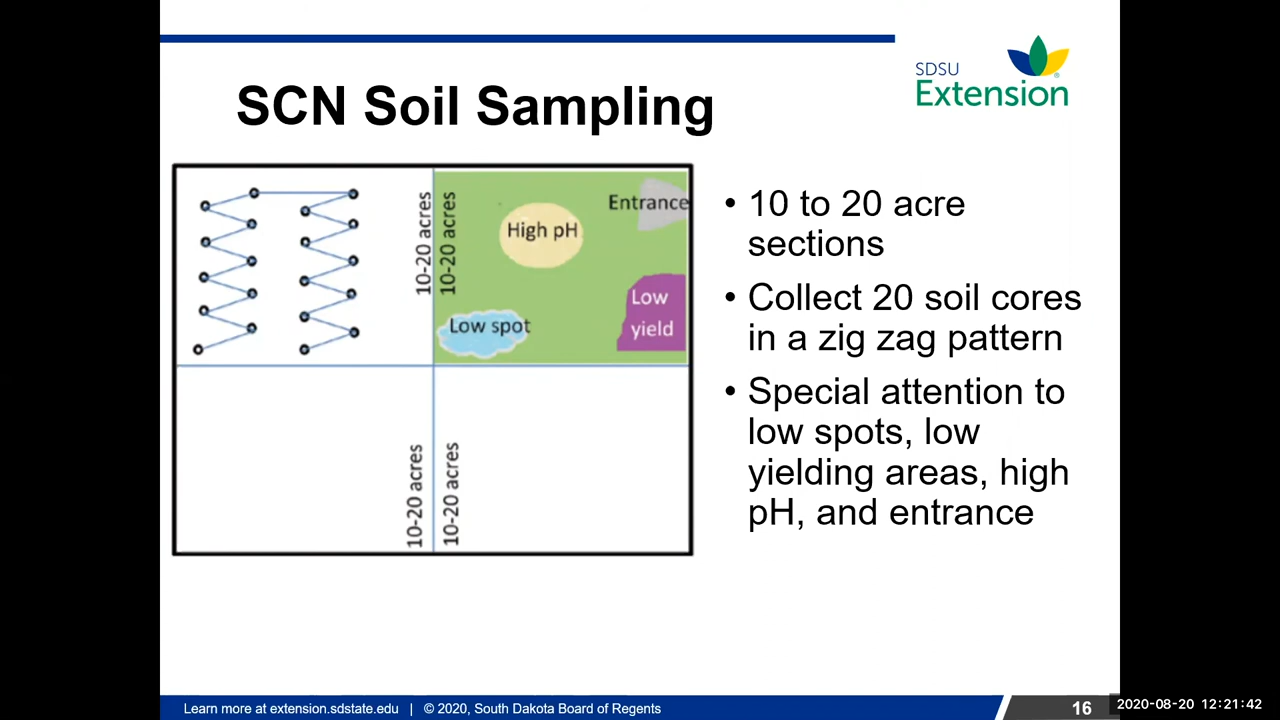 SDSU
Extension
SCN Soil Sampling
10-20 acres
10-20 acres
High pH
Entrance
Low spot
Low
yield
10-20 acres
10-20 acres
• 10 to 20 acre
sections
• Collect 20 soil cores
in a zig zag pattern
• Special attention to
low spots, low
yielding areas, high
pH, and entrance
Learn more at extension.sdstate.edu | © 2020, South Dakota Board of Regents
16
2020-08-20 12:21:42